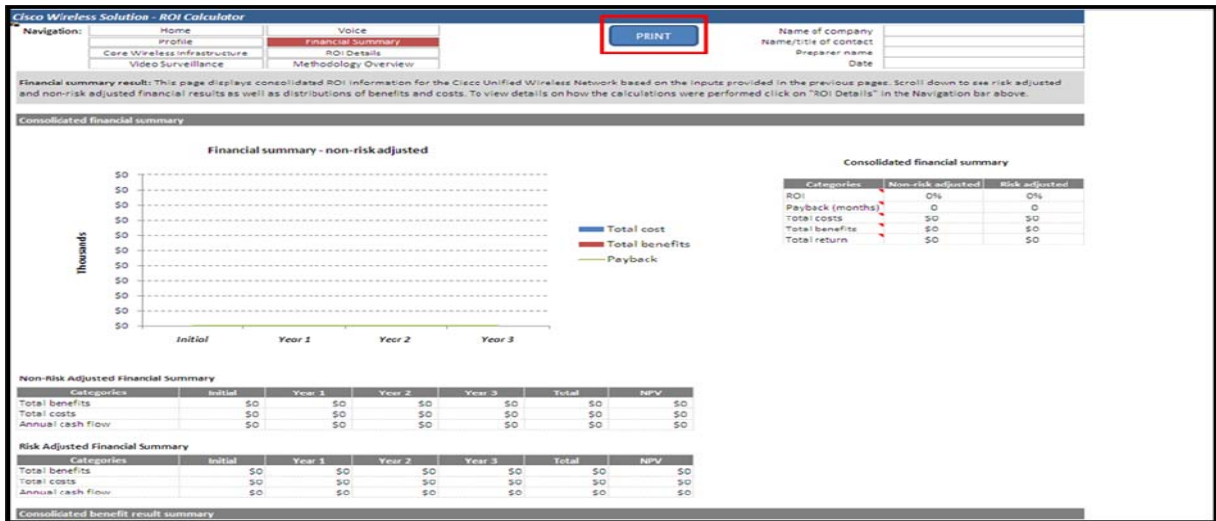 Cisco Wireless Solution - ROI Calculator
Navigation:
Home
Voice
Profile
Financial Summary
Core Wireless Infrastructure
ROI Details
Video Surveillance
Methodology Overview
PRINT
Name of company
Name/title of contact
Preparer name
Date
Financial summary result: This page displays consolidated ROI information for the Cisco Unified Wireless Network based on the inputs provided in the previous pages. Scroll down to see risk adjusted
and non-risk adjusted financial results as well as distributions of benefits and costs. To view details on how the calculations were performed click on "ROI Details" in the Navigation bar above.
Consolidated financial summary
Financial summary - non-risk adjusted
$0
$0
$0
$0
$0
$0
$0
$0
$0
$0
$0
Thousands
Initial Year 1 Year 2 Year 3
Total cost
Total benefits
Payback
Consolidated financial summary
Categories Non-risk adjusted Risk adjusted
ROI 0% 0%
Payback (months) 0 0
Total costs $0 $0
Total benefits $0 $0
Total return $0 $0
Non-Risk Adjusted Financial Summary
Categories Initial Year 1 Year 2 Year 3 Total NPV
Total benefits $0 $0 $0 $0 $0 $0
Total costs $0 $0 $0 $0 $0 $0
Annual cash flow $0 $0 $0 $0 $0 $0
Risk Adjusted Financial Summary
Categories Initial Year 1 Year 2 Year 3 Total NPV
Total benefits $0 $0 $0 $0 $0 $0
Total costs $0 $0 $0 $0 $0 $0
Annual cash flow $0 $0 $0 $0 $0 $0
Consolidated benefit result summary